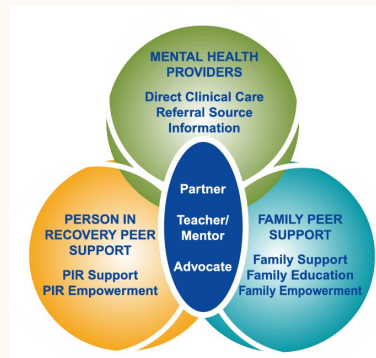 MENTAL HEALTH
PROVIDERS
Direct Clinical Care
Referral Source
Information
Partner
Teacher/
Mentor
Advocate
PERSON IN
RECOVERY PEER
SUPPORT
PIR Support
PIR Empowerment
FAMILY PEER
SUPPORT
Family Support
Family Education
Family Empowerment